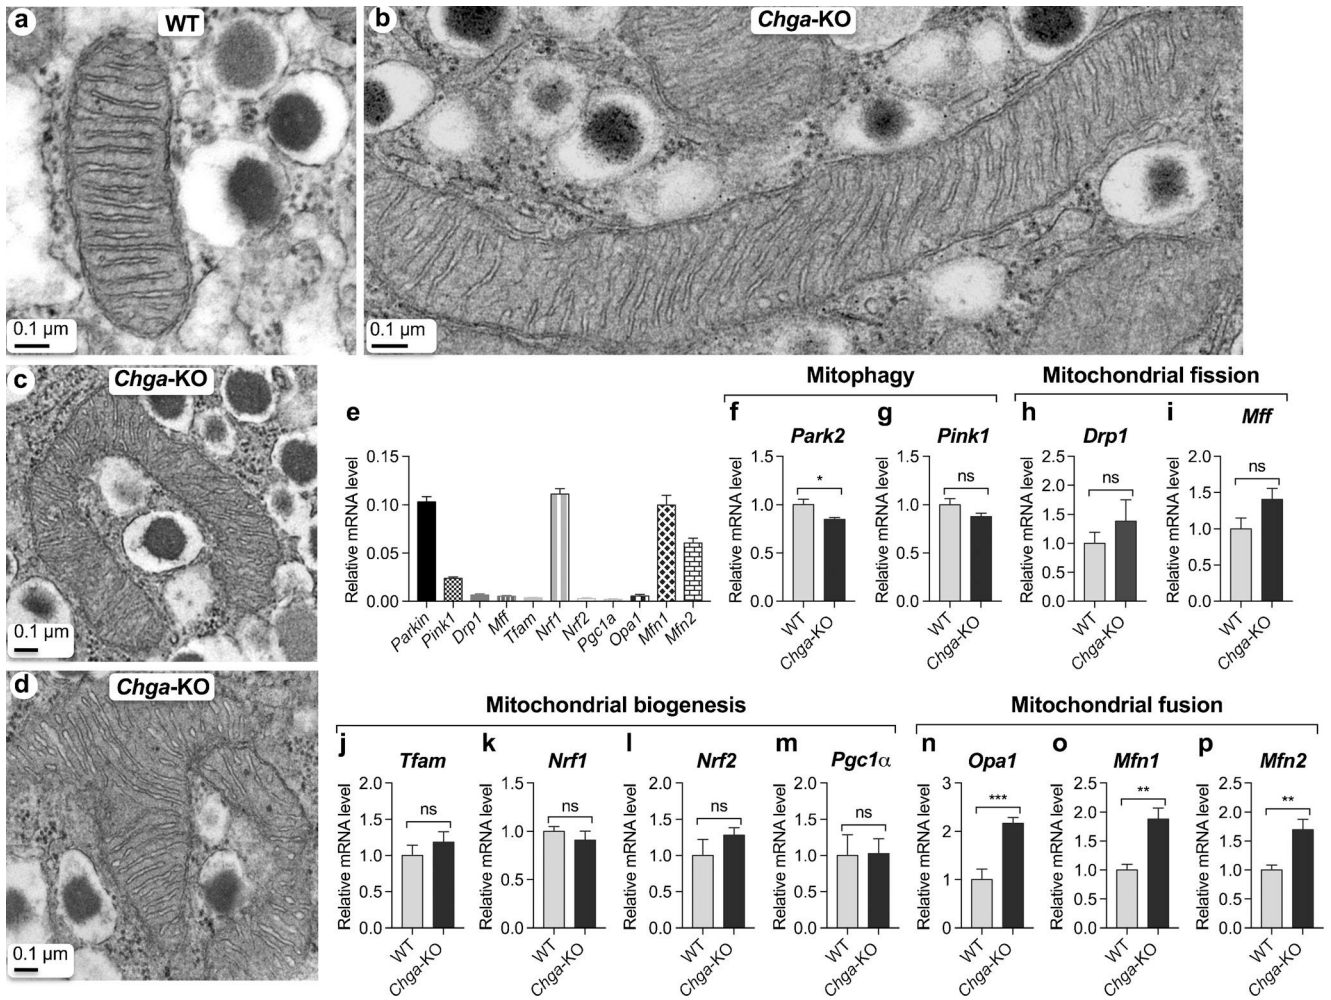 a
WT
0.1 µm
b
Chga-KO
0.1 µm
c
Chga-KO
0.1 µm
d
Chga-KO
0.1 µm
e
Relative mRNA level
0.15
0.10
0.05
0.00
Parkin
Pink1
Drp1
Mff
Tfam
Nrf1
Nrf2
Pgc1a
Opa1
Mfn1
Mfn2
Mitophagy
f
Park2
Relative mRNA level
1.5
1.0
0.5
0.0
*
WT
Chga-KO
g
Pink1
Relative mRNA level
1.5
1.0
0.5
0.0
ns
WT
Chga-KO
Mitochondrial fission
h
Drp1
Relative mRNA level
2.5
2.0
1.5
1.0
0.5
0.0
ns
WT
Chga-KO
i
Mff
Relative mRNA level
2.0
1.5
1.0
0.5
0.0
ns
WT
Chga-KO
Mitochondrial biogenesis
j
Tfam
Relative mRNA level
2.0
1.5
1.0
0.5
0.0
ns
WT
Chga-KO
k
Nrf1
Relative mRNA level
1.5
1.0
0.5
0.0
ns
WT
Chga-KO
l
Nrf2
Relative mRNA level
2.0
1.5
1.0
0.5
0.0
ns
WT
Chga-KO
m
Pgc1α
Relative mRNA level
2.0
1.5
1.0
0.5
0.0
ns
WT
Chga-KO
Mitochondrial fusion
n
Opa1
Relative mRNA level
3
2
1
0
***
WT
Chga-KO
o
Mfn1
Relative mRNA level
2.5
2.0
1.5
1.0
0.5
0.0
**
WT
Chga-KO
p
Mfn2
Relative mRNA level
2.5
2.0
1.5
1.0
0.5
0.0
**
WT
Chga-KO